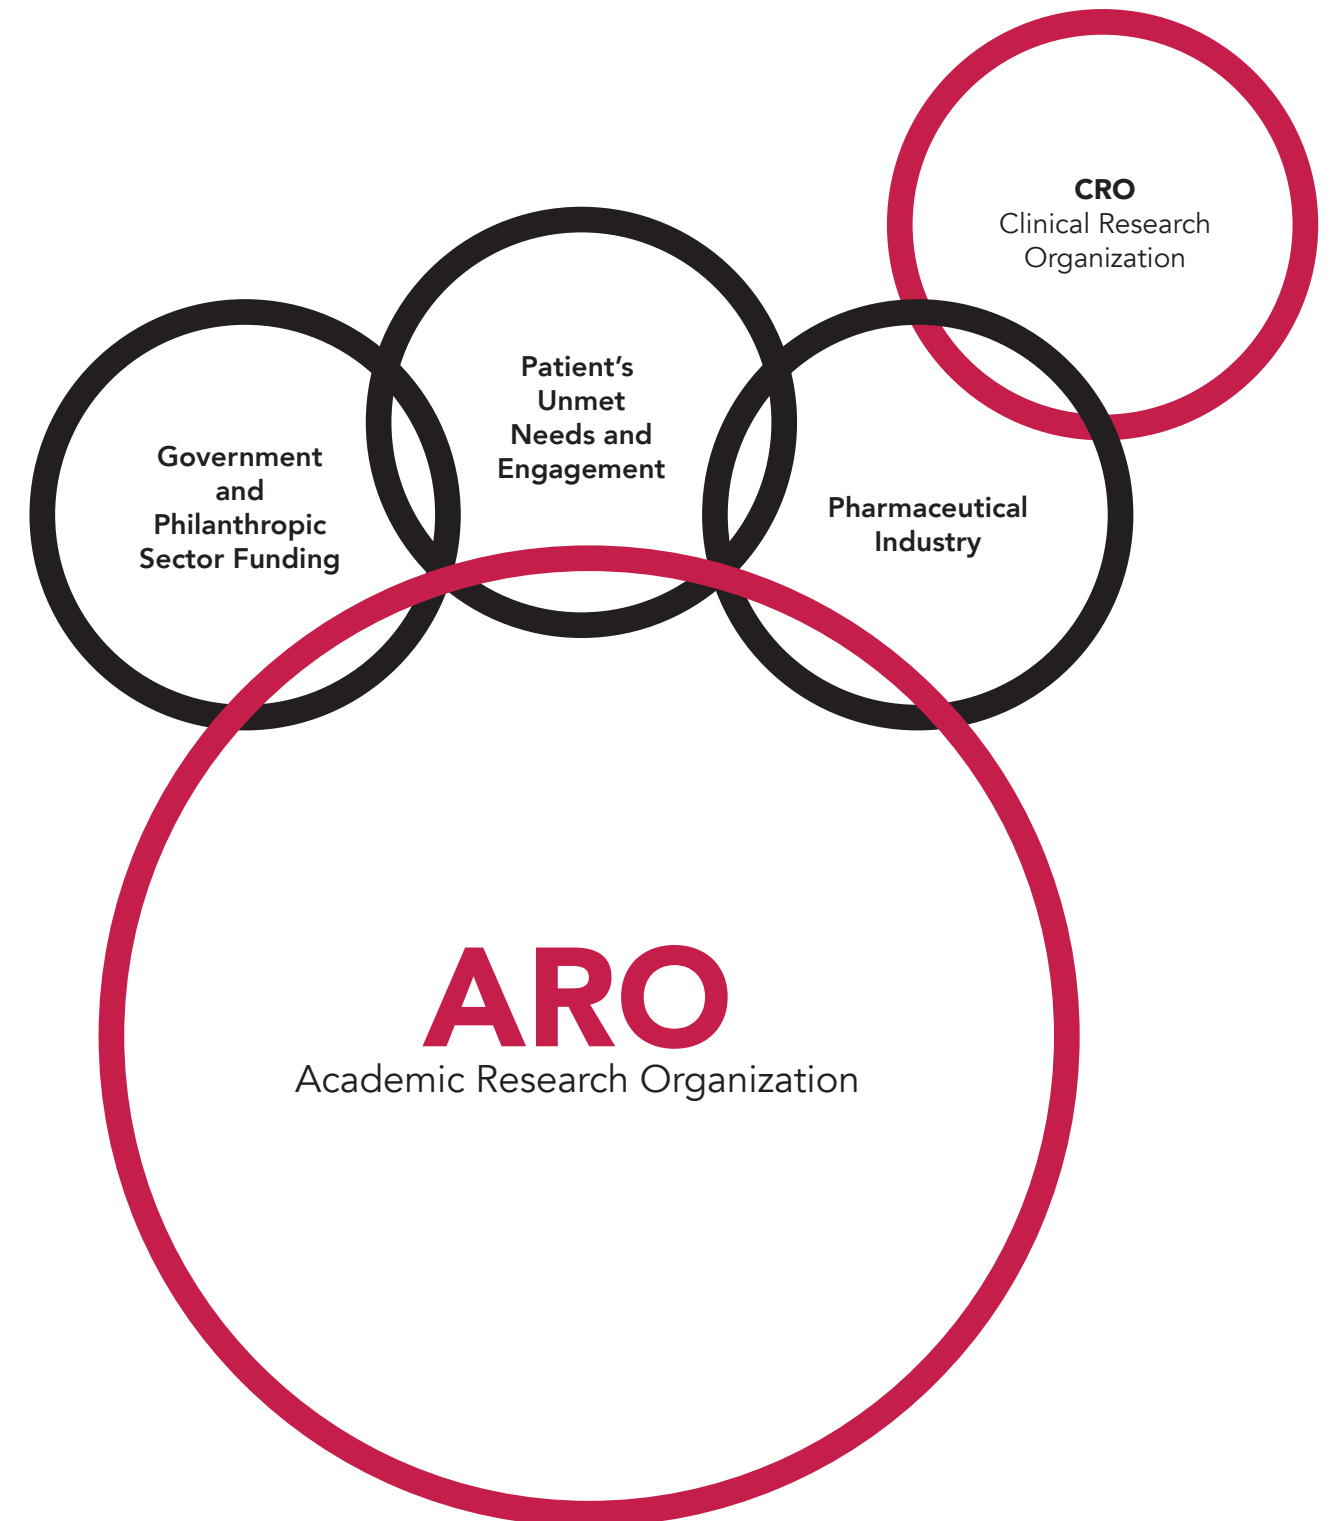 CRO
Clinical Research
Organization
Patient's
Unmet
Needs and
Engagement
Government
and
Philanthropic
Sector Funding
Pharmaceutical
Industry
ARO
Academic Research Organization